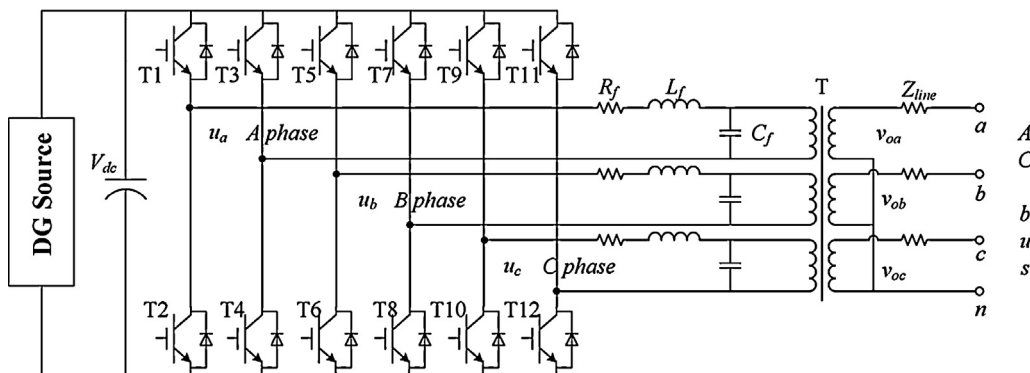 T1 T3 T5 T7 T9 T11
DG Source
V_dc
R_f L_f T Z_line
u_a A phase C_f v_oa a
u_b B phase v_ob b
u_c C phase v_oc c
n
T2 T4 T6 T8 T10 T12
A
C
b
u
s